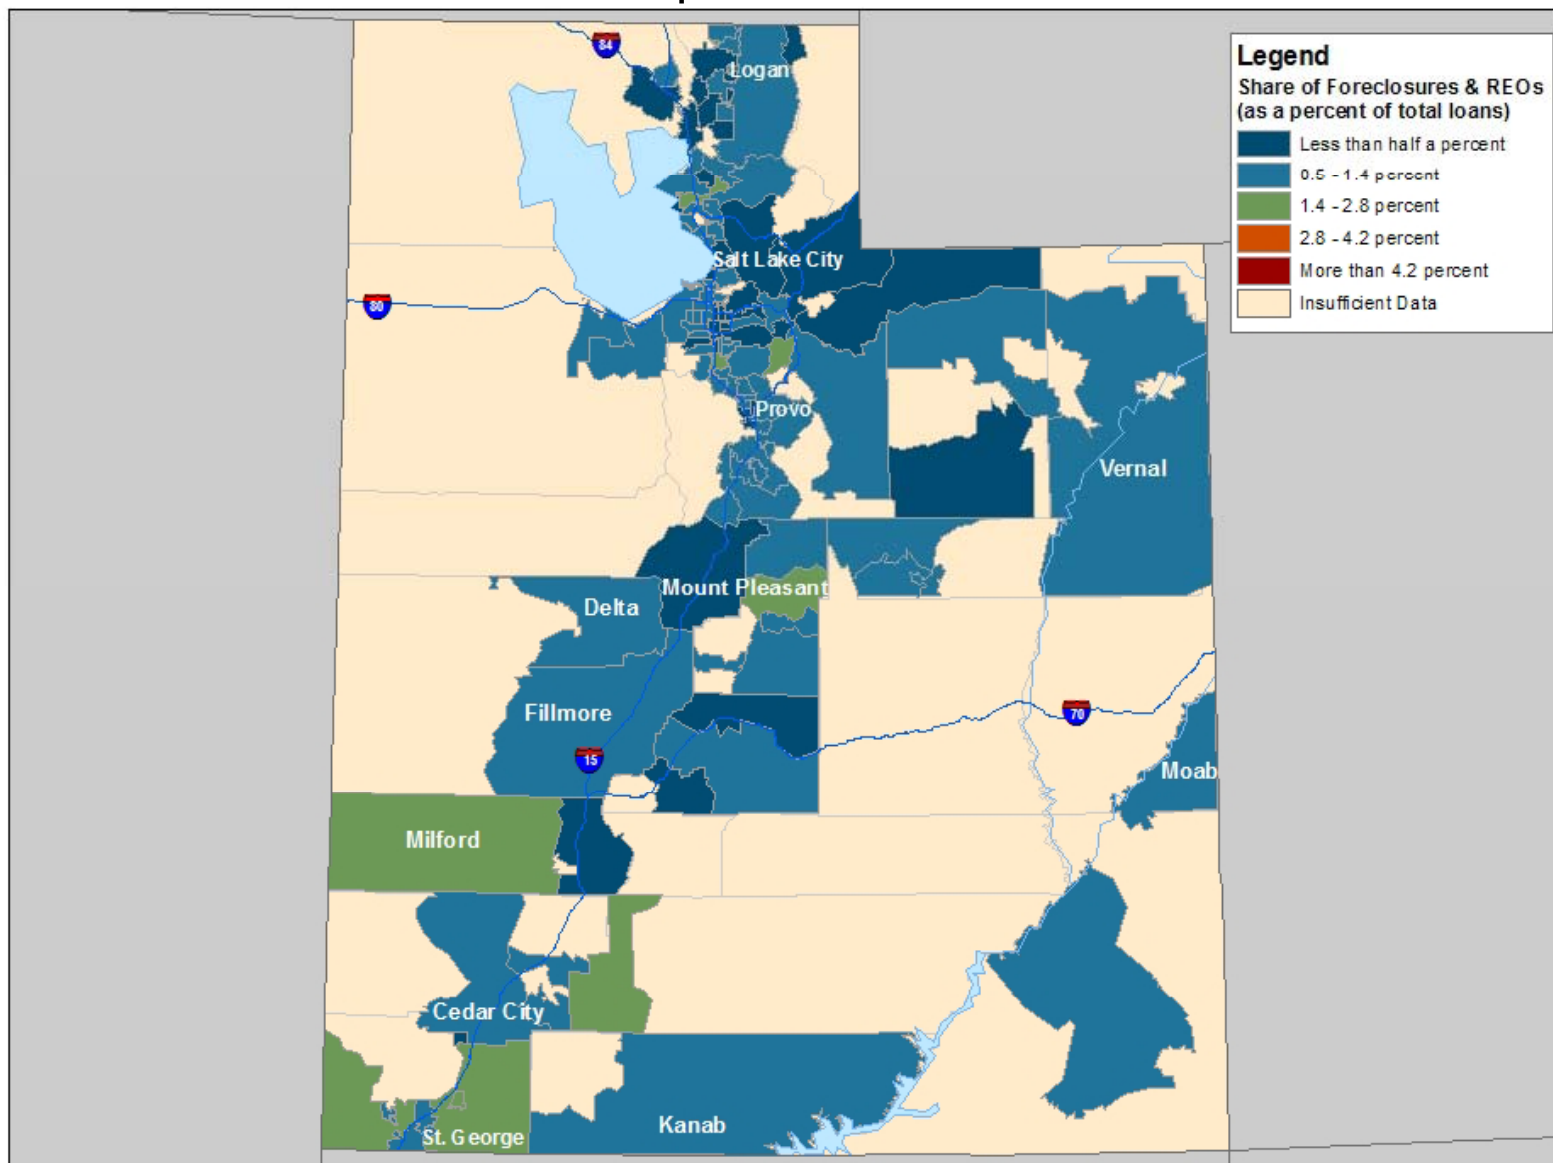 84
Logan
Legend
Share of Foreclosures & REOs
(as a percent of total loans)
Less than half a percent
0.5 - 1.4 percent
1.4 - 2.8 percent
2.8 - 4.2 percent
More than 4.2 percent
Insufficient Data
Salt Lake City
80
Provo
Vernal
Mount Pleasant
Delta
Fillmore
70
15
Moab
Milford
Cedar City
Kanab
St. George